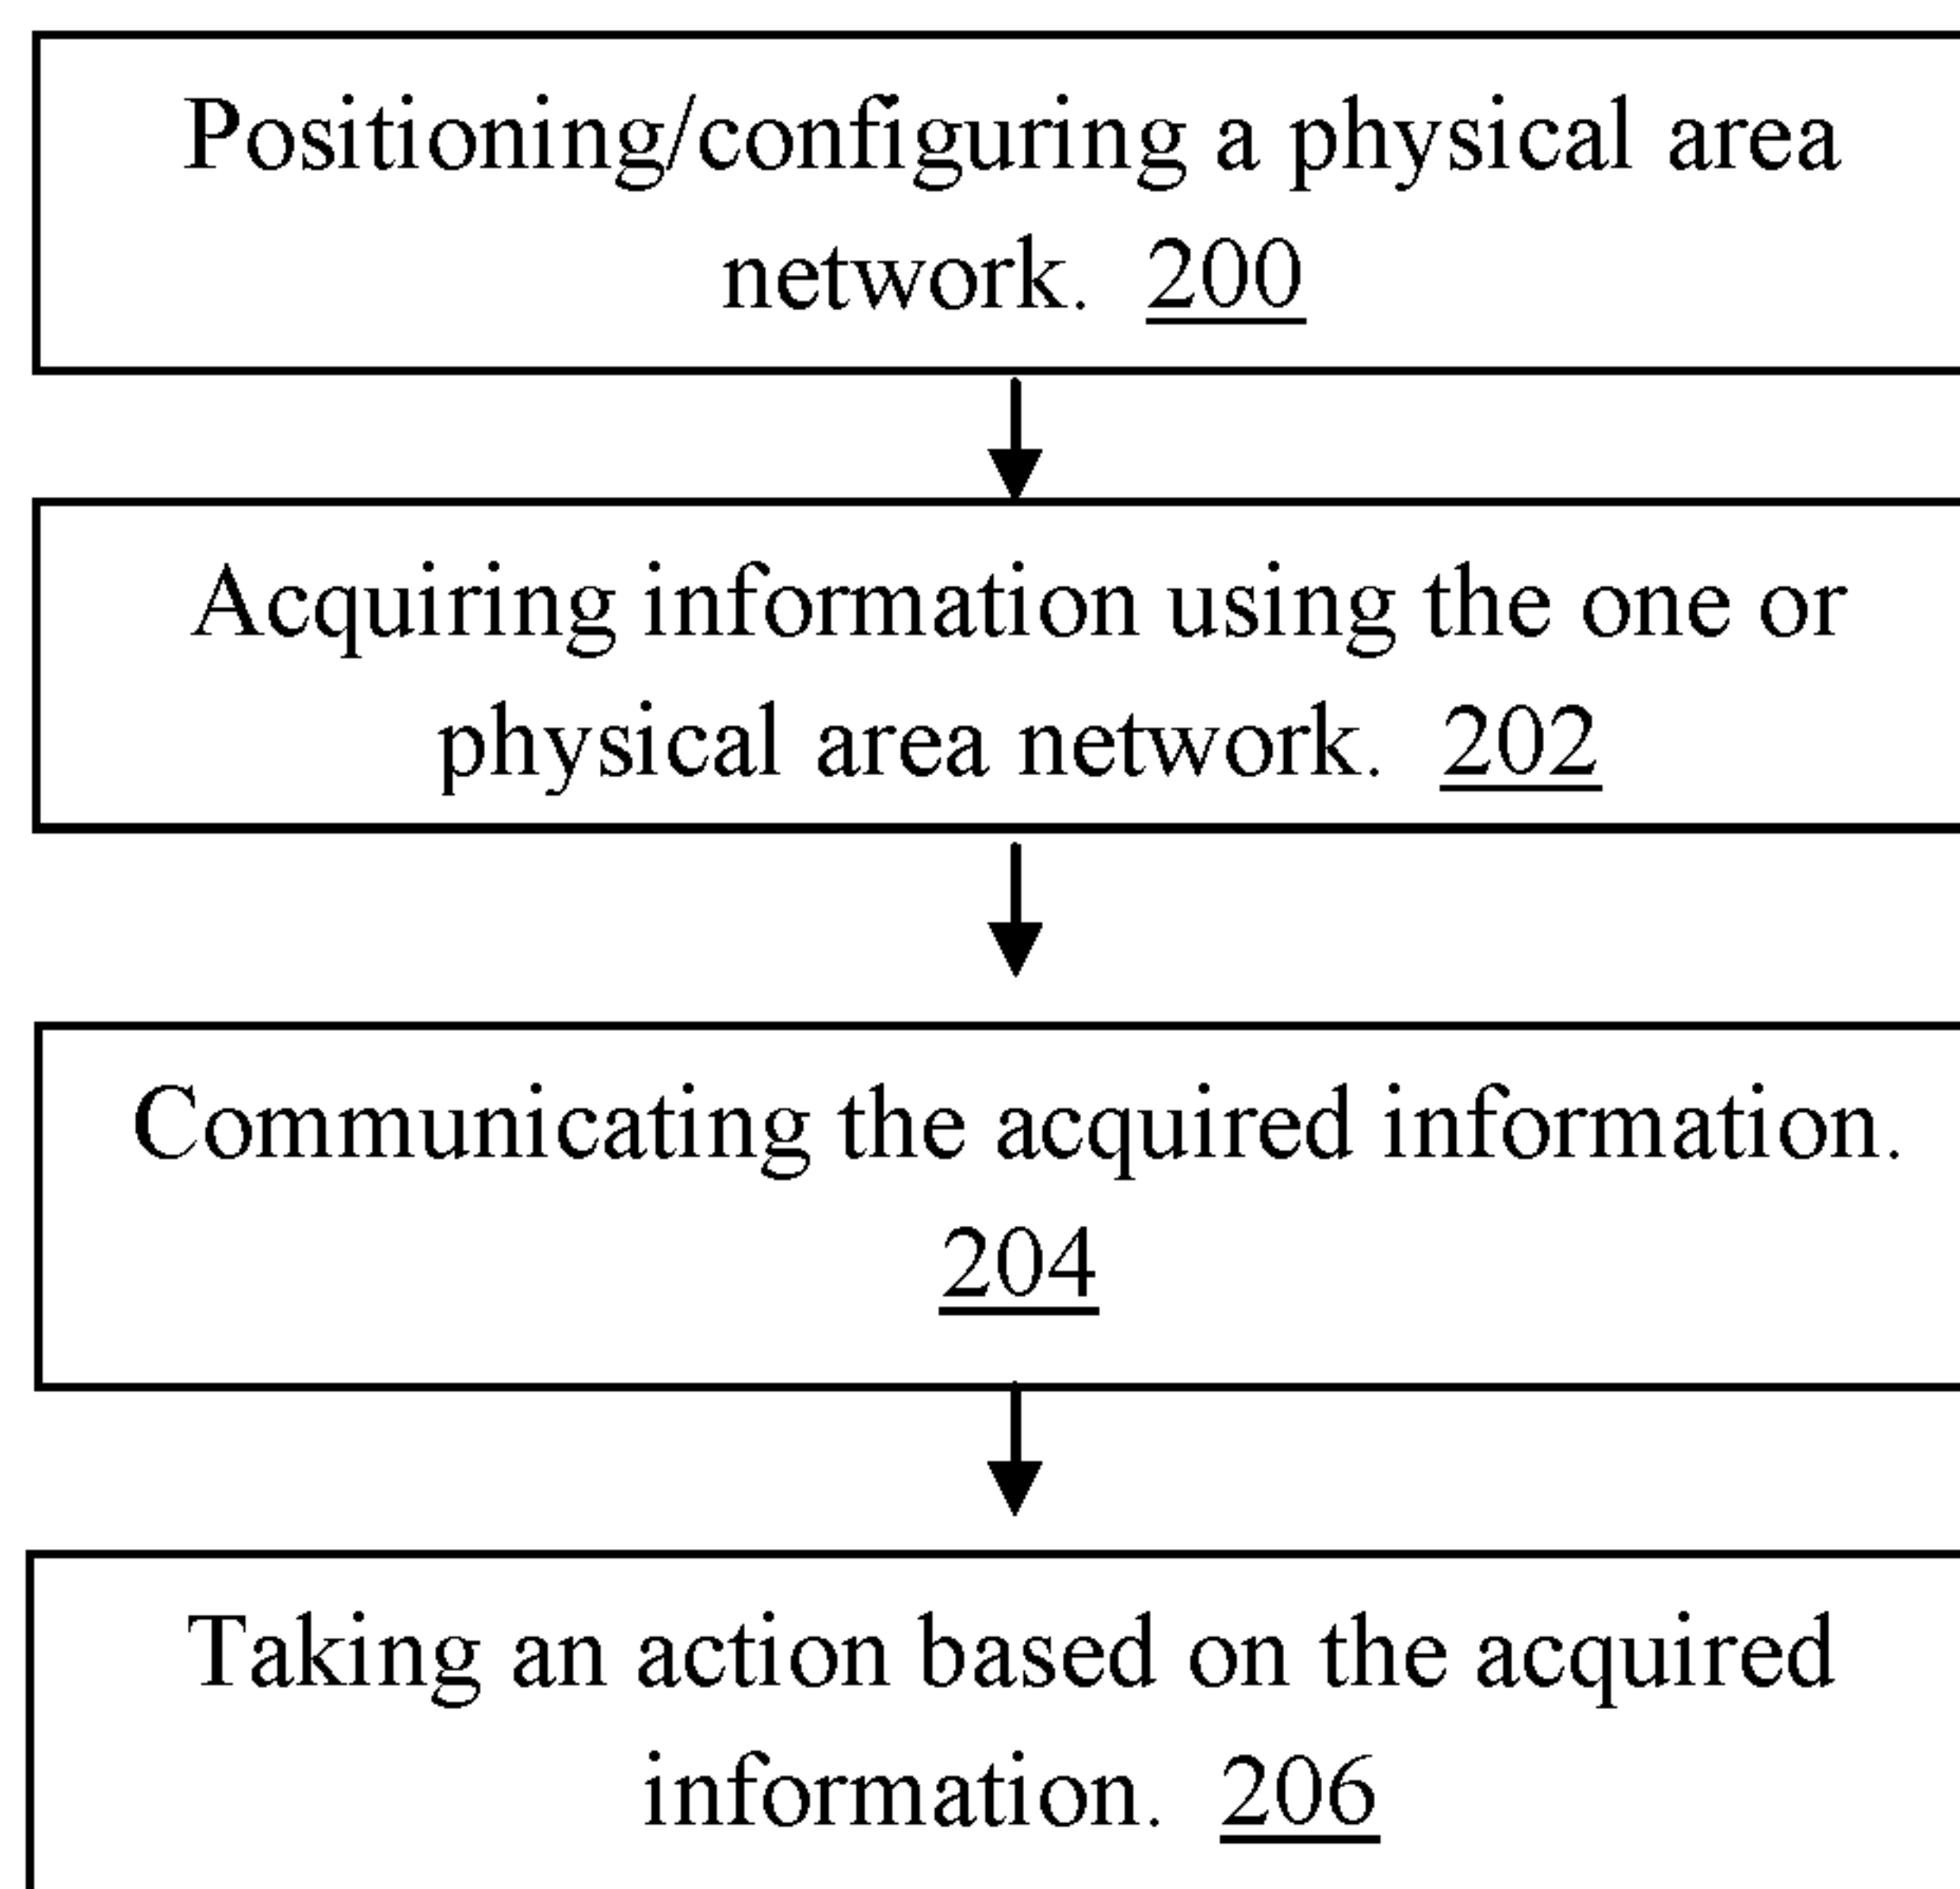 Positioning/configuring a physical area
network. 200
Acquiring information using the one or
physical area network. 202
Communicating the acquired information.
204
Taking an action based on the acquired
information. 206